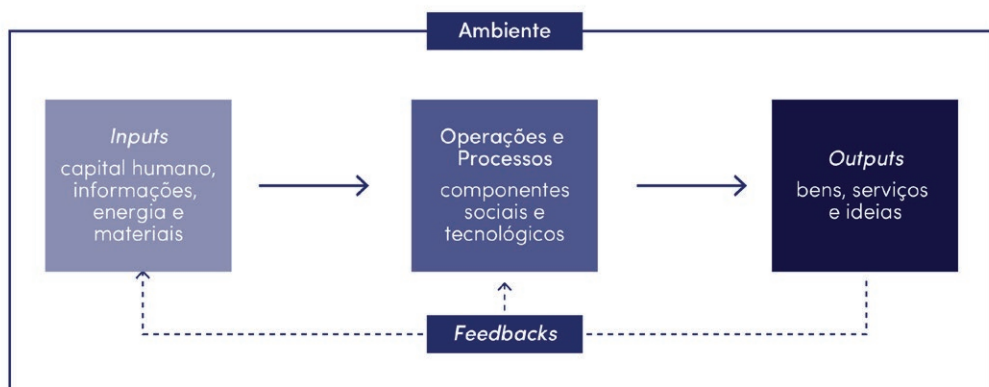 Ambiente
Inputs
capital humano,
informações,
energia e
materiais
Operações e
Processos
componentes
sociais e
tecnológicos
Outputs
bens, serviços
e ideias
Feedbacks